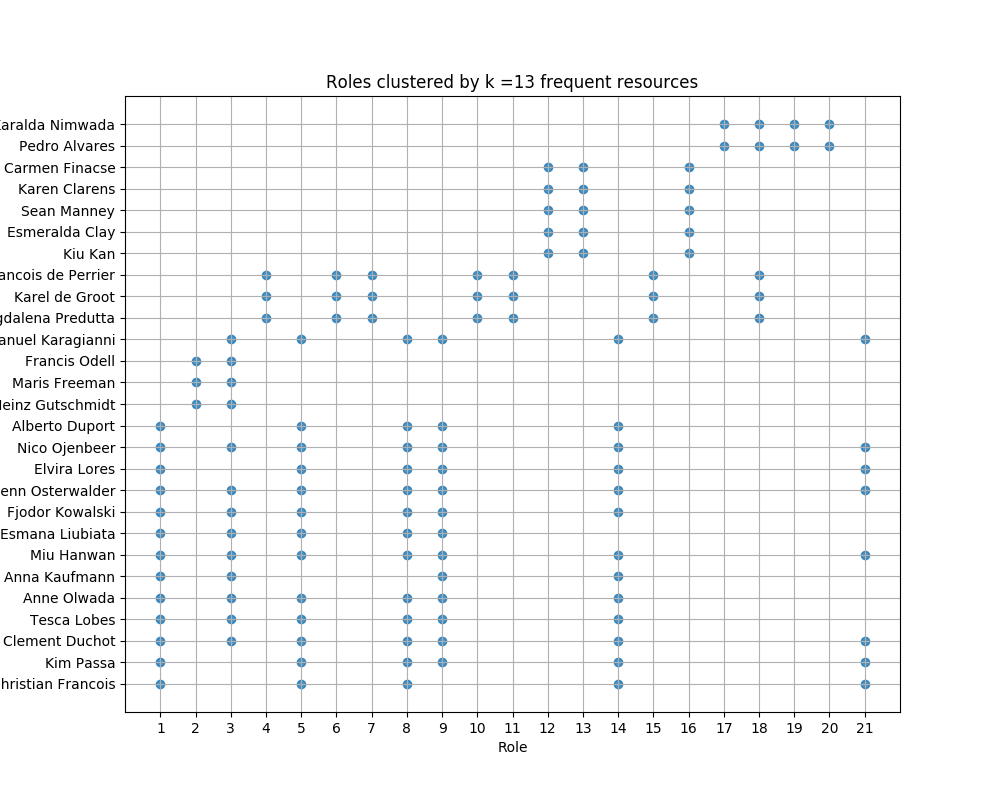 Roles clustered by k =13 frequent resources
Karalda Nimwada
Pedro Alvares
Carmen Finacse
Karen Clarens
Sean Manney
Esmeralda Clay
Kiu Kan
ancois de Perrier
Karel de Groot
gdalena Predutta
anuel Karagianni
Francis Odell
Maris Freeman
Heinz Gutschmidt
Alberto Duport
Nico Ojenbeer
Elvira Lores
enn Osterwalder
Fjodor Kowalski
Esmana Liubiata
Miu Hanwan
Anna Kaufmann
Anne Olwada
Tesca Lobes
Clement Duchot
Kim Passa
hristian Francois
1 2 3 4 5 6 7 8 9 10 11 12 13 14 15 16 17 18 19 20 21
Role